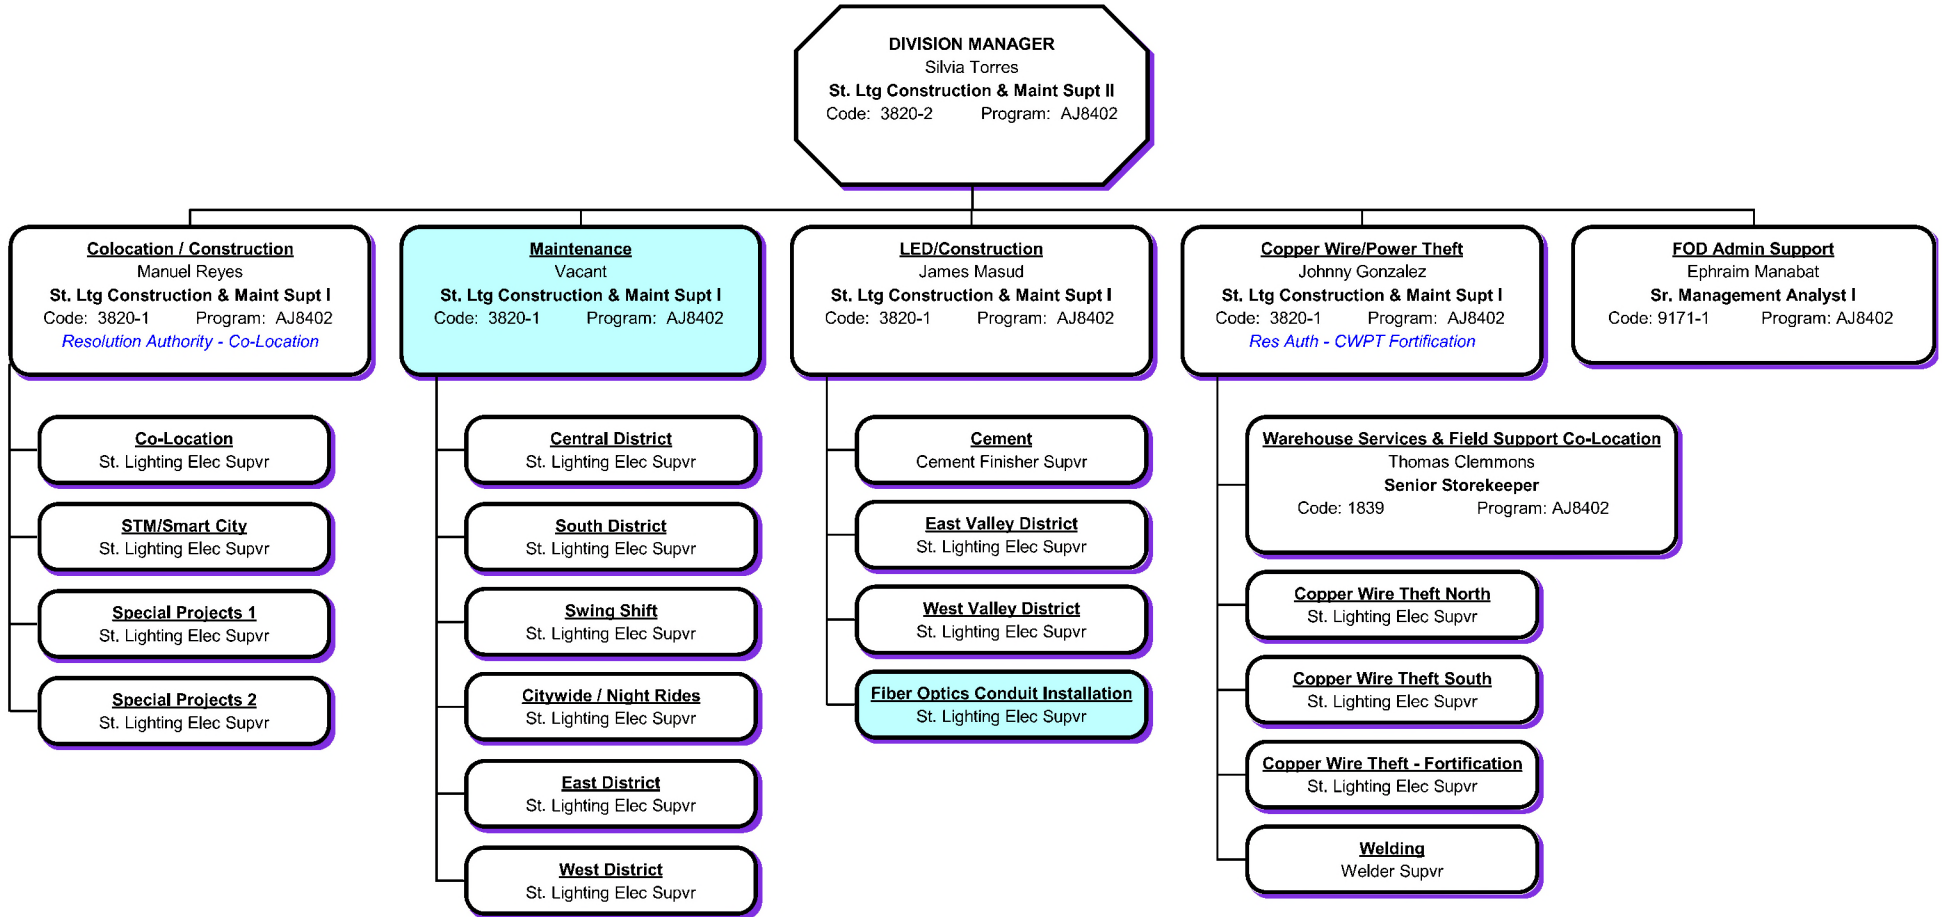 DIVISION MANAGER
Silvia Torres
St. Ltg Construction & Maint Supt II
Code: 3820-2 Program: AJ8402
Colocation / Construction
Manuel Reyes
St. Ltg Construction & Maint Supt I
Code: 3820-1 Program: AJ8402
Resolution Authority - Co-Location
Maintenance
Vacant
St. Ltg Construction & Maint Supt I
Code: 3820-1 Program: AJ8402
LED/Construction
James Masud
St. Ltg Construction & Maint Supt I
Code: 3820-1 Program: AJ8402
Copper Wire/Power Theft
Johnny Gonzalez
St. Ltg Construction & Maint Supt I
Code: 3820-1 Program: AJ8402
Res Auth - CWPT Fortification
FOD Admin Support
Ephraim Manabat
Sr. Management Analyst I
Code: 9171-1 Program: AJ8402
Co-Location
St. Lighting Elec Supvr
STM/Smart City
St. Lighting Elec Supvr
Special Projects 1
St. Lighting Elec Supvr
Special Projects 2
St. Lighting Elec Supvr
Central District
St. Lighting Elec Supvr
South District
St. Lighting Elec Supvr
Swing Shift
St. Lighting Elec Supvr
Citywide / Night Rides
St. Lighting Elec Supvr
East District
St. Lighting Elec Supvr
West District
St. Lighting Elec Supvr
Cement
Cement Finisher Supvr
East Valley District
St. Lighting Elec Supvr
West Valley District
St. Lighting Elec Supvr
Fiber Optics Conduit Installation
St. Lighting Elec Supvr
Warehouse Services & Field Support Co-Location
Thomas Clemmons
Senior Storekeeper
Code: 1839 Program: AJ8402
Copper Wire Theft North
St. Lighting Elec Supvr
Copper Wire Theft South
St. Lighting Elec Supvr
Copper Wire Theft - Fortification
St. Lighting Elec Supvr
Welding
Welder Supvr